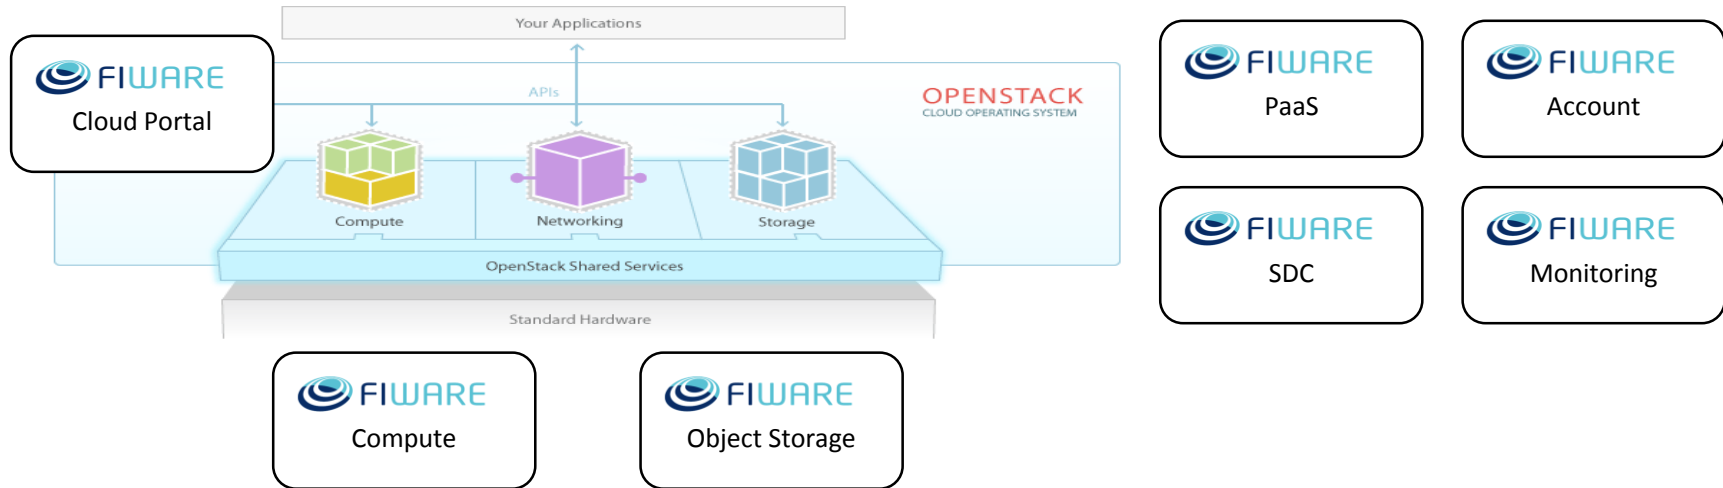 Your Applications
FIWARE
Cloud Portal
APIs
OPENSTACK
CLOUD OPERATING SYSTEM
Compute
Networking
Storage
OpenStack Shared Services
Standard Hardware
FIWARE
PaaS
FIWARE
Account
FIWARE
SDC
FIWARE
Monitoring
FIWARE
Compute
FIWARE
Object Storage